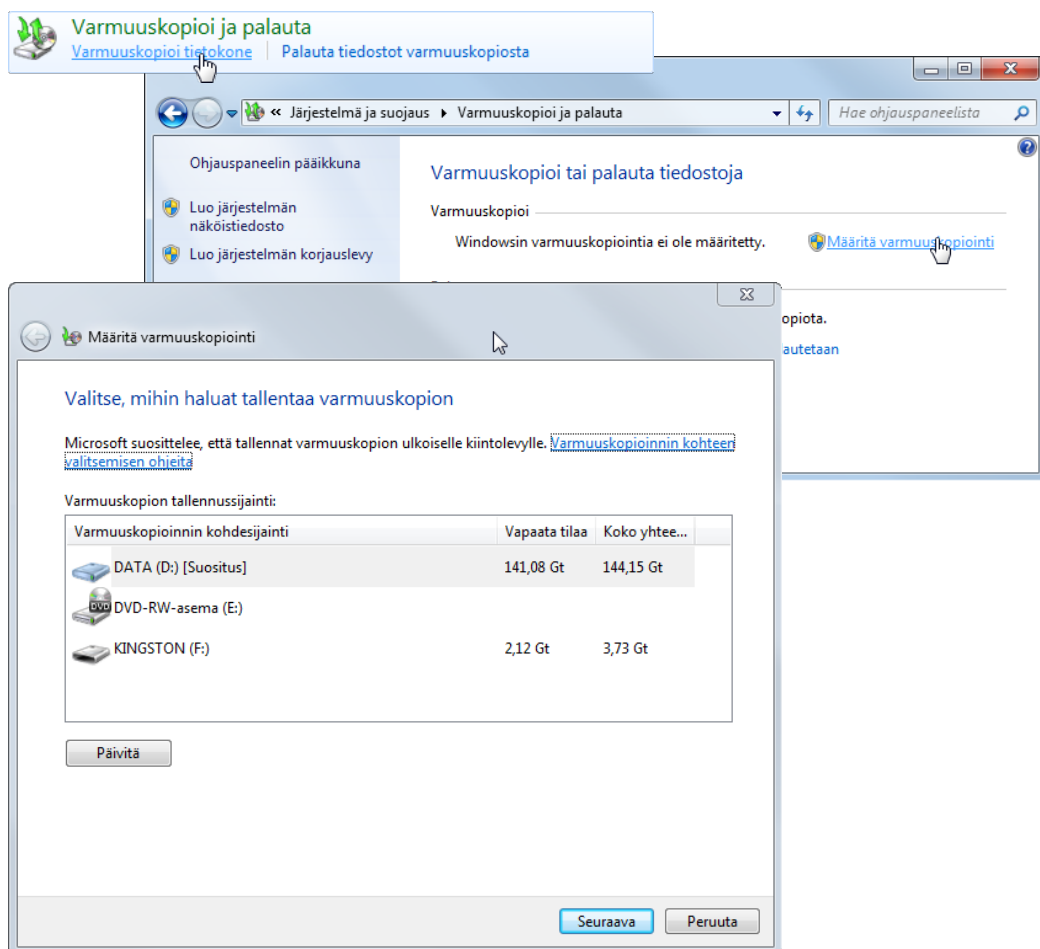 Varmuuskopioi ja palauta
Varmuuskopioi tietokone Palauta tiedostot varmuuskopiosta
« Järjestelmä ja suojaus Varmuuskopioi ja palauta Hae ohjauspaneelista
Ohjauspaneelin pääikkuna
Luo järjestelmän
näköistiedosto
Luo järjestelmän korjauslevy
Varmuuskopioi tai palauta tiedostoja
Varmuuskopioi
Windowsin varmuuskopiointia ei ole määritetty. Määritä varmuuskopiointi
opiota.
autetaan
Määritä varmuuskopiointi
Valitse, mihin haluat tallentaa varmuuskopion
Microsoft suosittelee, että tallennat varmuuskopion ulkoiselle kiintolevylle. Varmuuskopioinnin kohteen
valitsemisen ohjeita
Varmuuskopion tallennussijainti:
Varmuuskopioinnin kohdesijainti Vapaata tilaa Koko yhtee...
DATA (D:) [Suositus] 141,08 Gt 144,15 Gt
DVD DVD-RW-asema (E:)
KINGSTON (F:) 2,12 Gt 3,73 Gt
Päivitä
Seuraava Peruuta